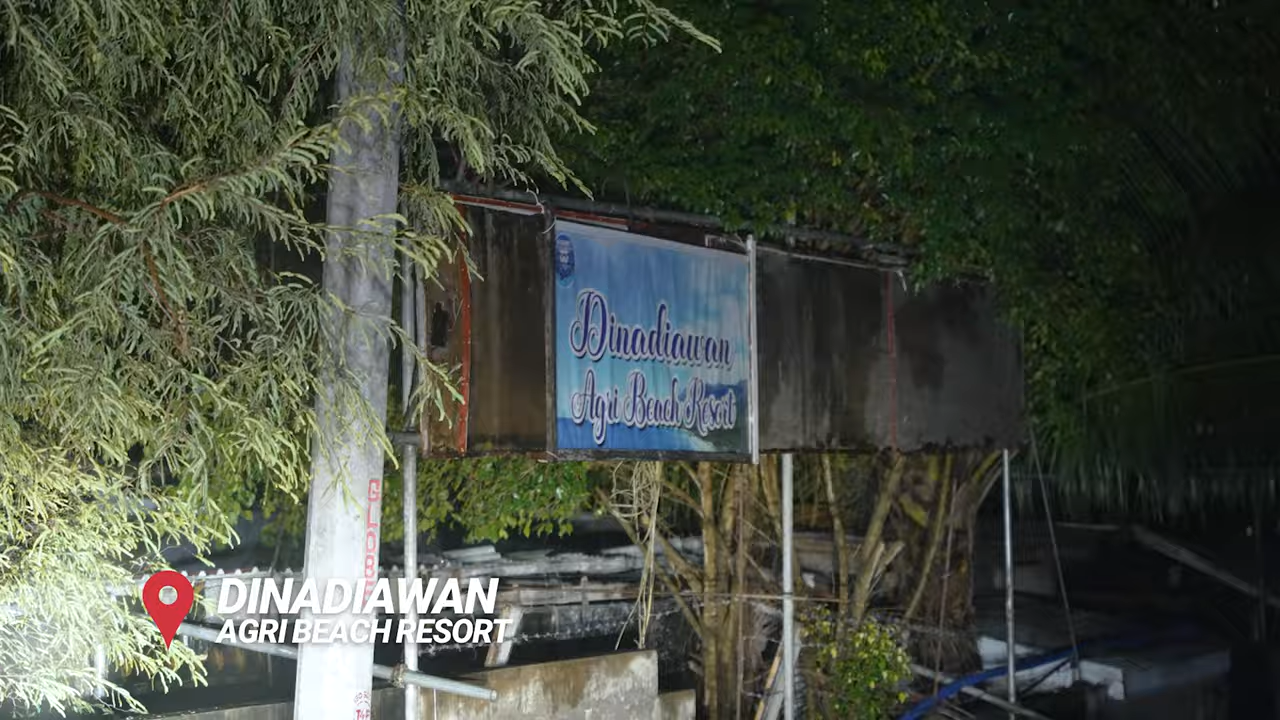 Dinadiawan
Agri Beach Resort
GLOBE
DINADIAWAN
AGRI BEACH RESORT